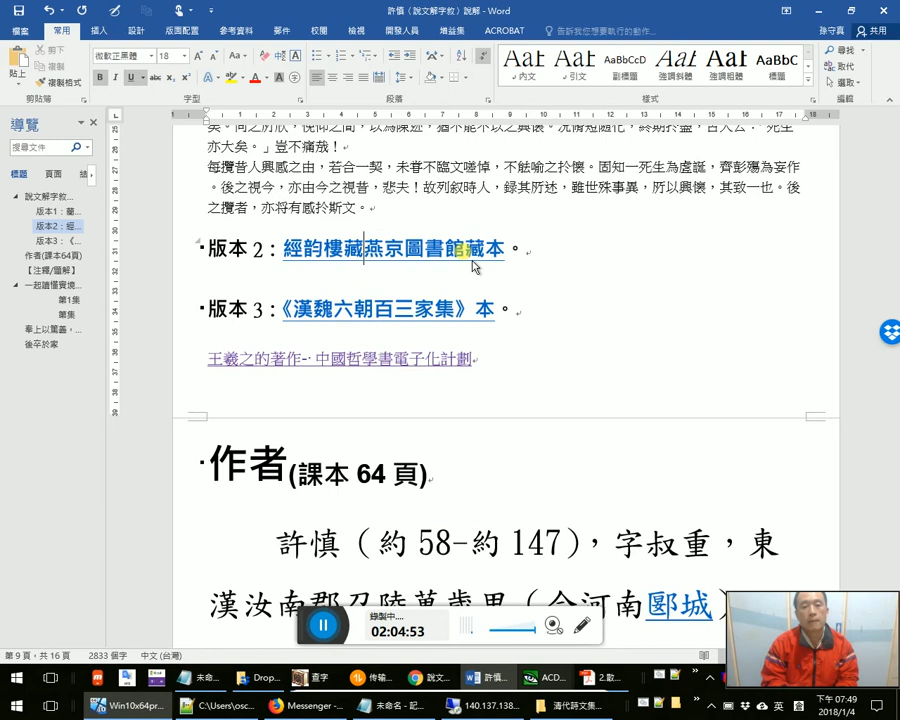 許慎〈說文解字敘〉說解 - Word
檔案 常用 插入 設計 版面配置 參考資料 郵件 校閱 檢視 開發人員 增益集 ACROBAT 告訴我您想要執行的動作... 孫守真 共用
貼上 剪下 複製 複製格式 微軟正黑體 18 內文 引文 副標題 強調斜體 強調粗體 標題 尋找 取代 選取
剪貼簿 字型 段落 樣式 編輯
導覽
搜尋文件
標題 頁面
說文解字...
版本1：蘭...
版本2：經...
版本3：《...
作者(課本64頁)
【注釋/圖解】
一起讀懂實境...
第1集
第集
奉上以篤蓋，...
後卒於家
亦大矣。」豈不痛哉！
每攬昔人興感之由，若合一契，未甞不臨文嗟悼，不能喻之扵懷。固知一死生為虛誕，齊彭殤為妄作
。後之視今，亦由今之視昔，悲夫！故列叙時人，録其所述，雖世殊事異，所以興懷，其致一也。後
之攬者，亦将有感扵斯文。
版本 2：經韵樓藏燕京圖書館藏本。
版本 3：《漢魏六朝百三家集》本。
王羲之的著作-- 中國哲學書電子化計劃
作者(課本 64 頁)
許慎（約 58-約 147)，字叔重，東
漢汝南郡召陵萬歲里（今河南郾城）
錄製中....
02:04:53
第 9 頁，共 16 頁 2833 個字 中文 (台灣)
未命... Drop... 查字 传输... 說文... 許慎... ACD... 2.散...
Win10x64pr... C:\Users\osc... Messenger -... 未命名 - 記... 140.137.138... 清代詩文集... 英
下午 07:49
2018/1/4